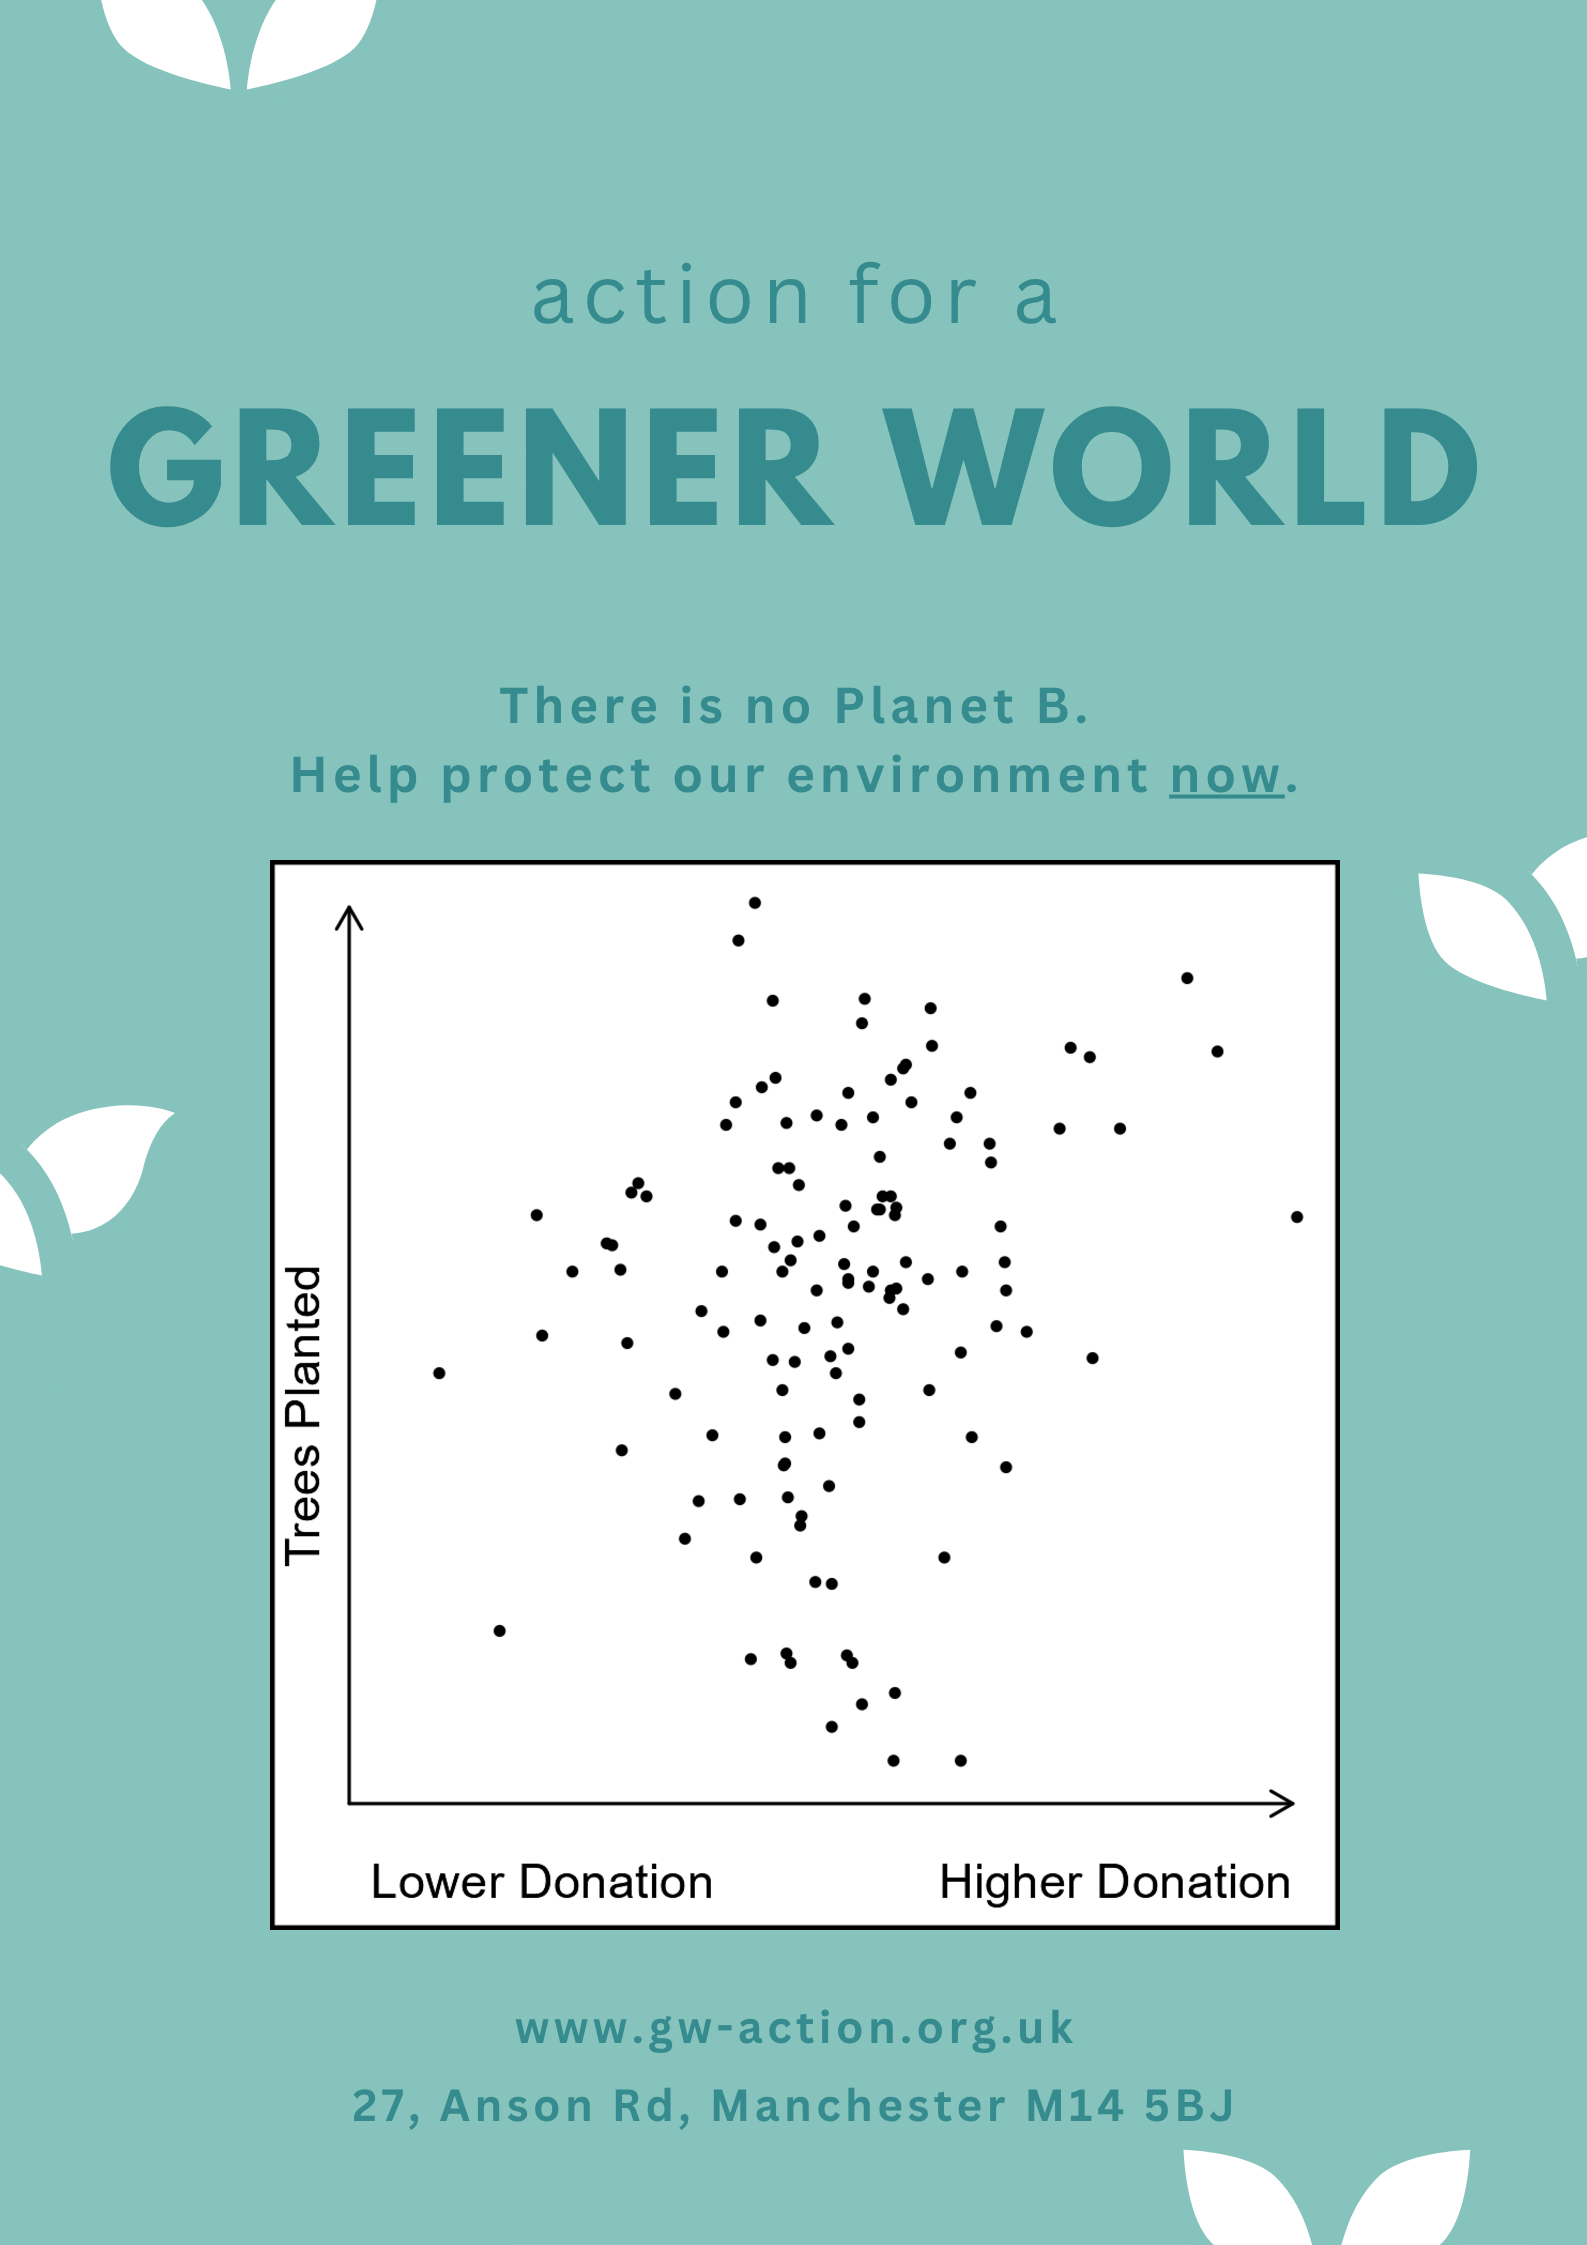 action for a
GREENER WORLD
There is no Planet B.
Help protect our environment now.
Trees Planted
Lower Donation
Higher Donation
www.gw-action.org.uk
27, Anson Rd, Manchester M14 5BJ